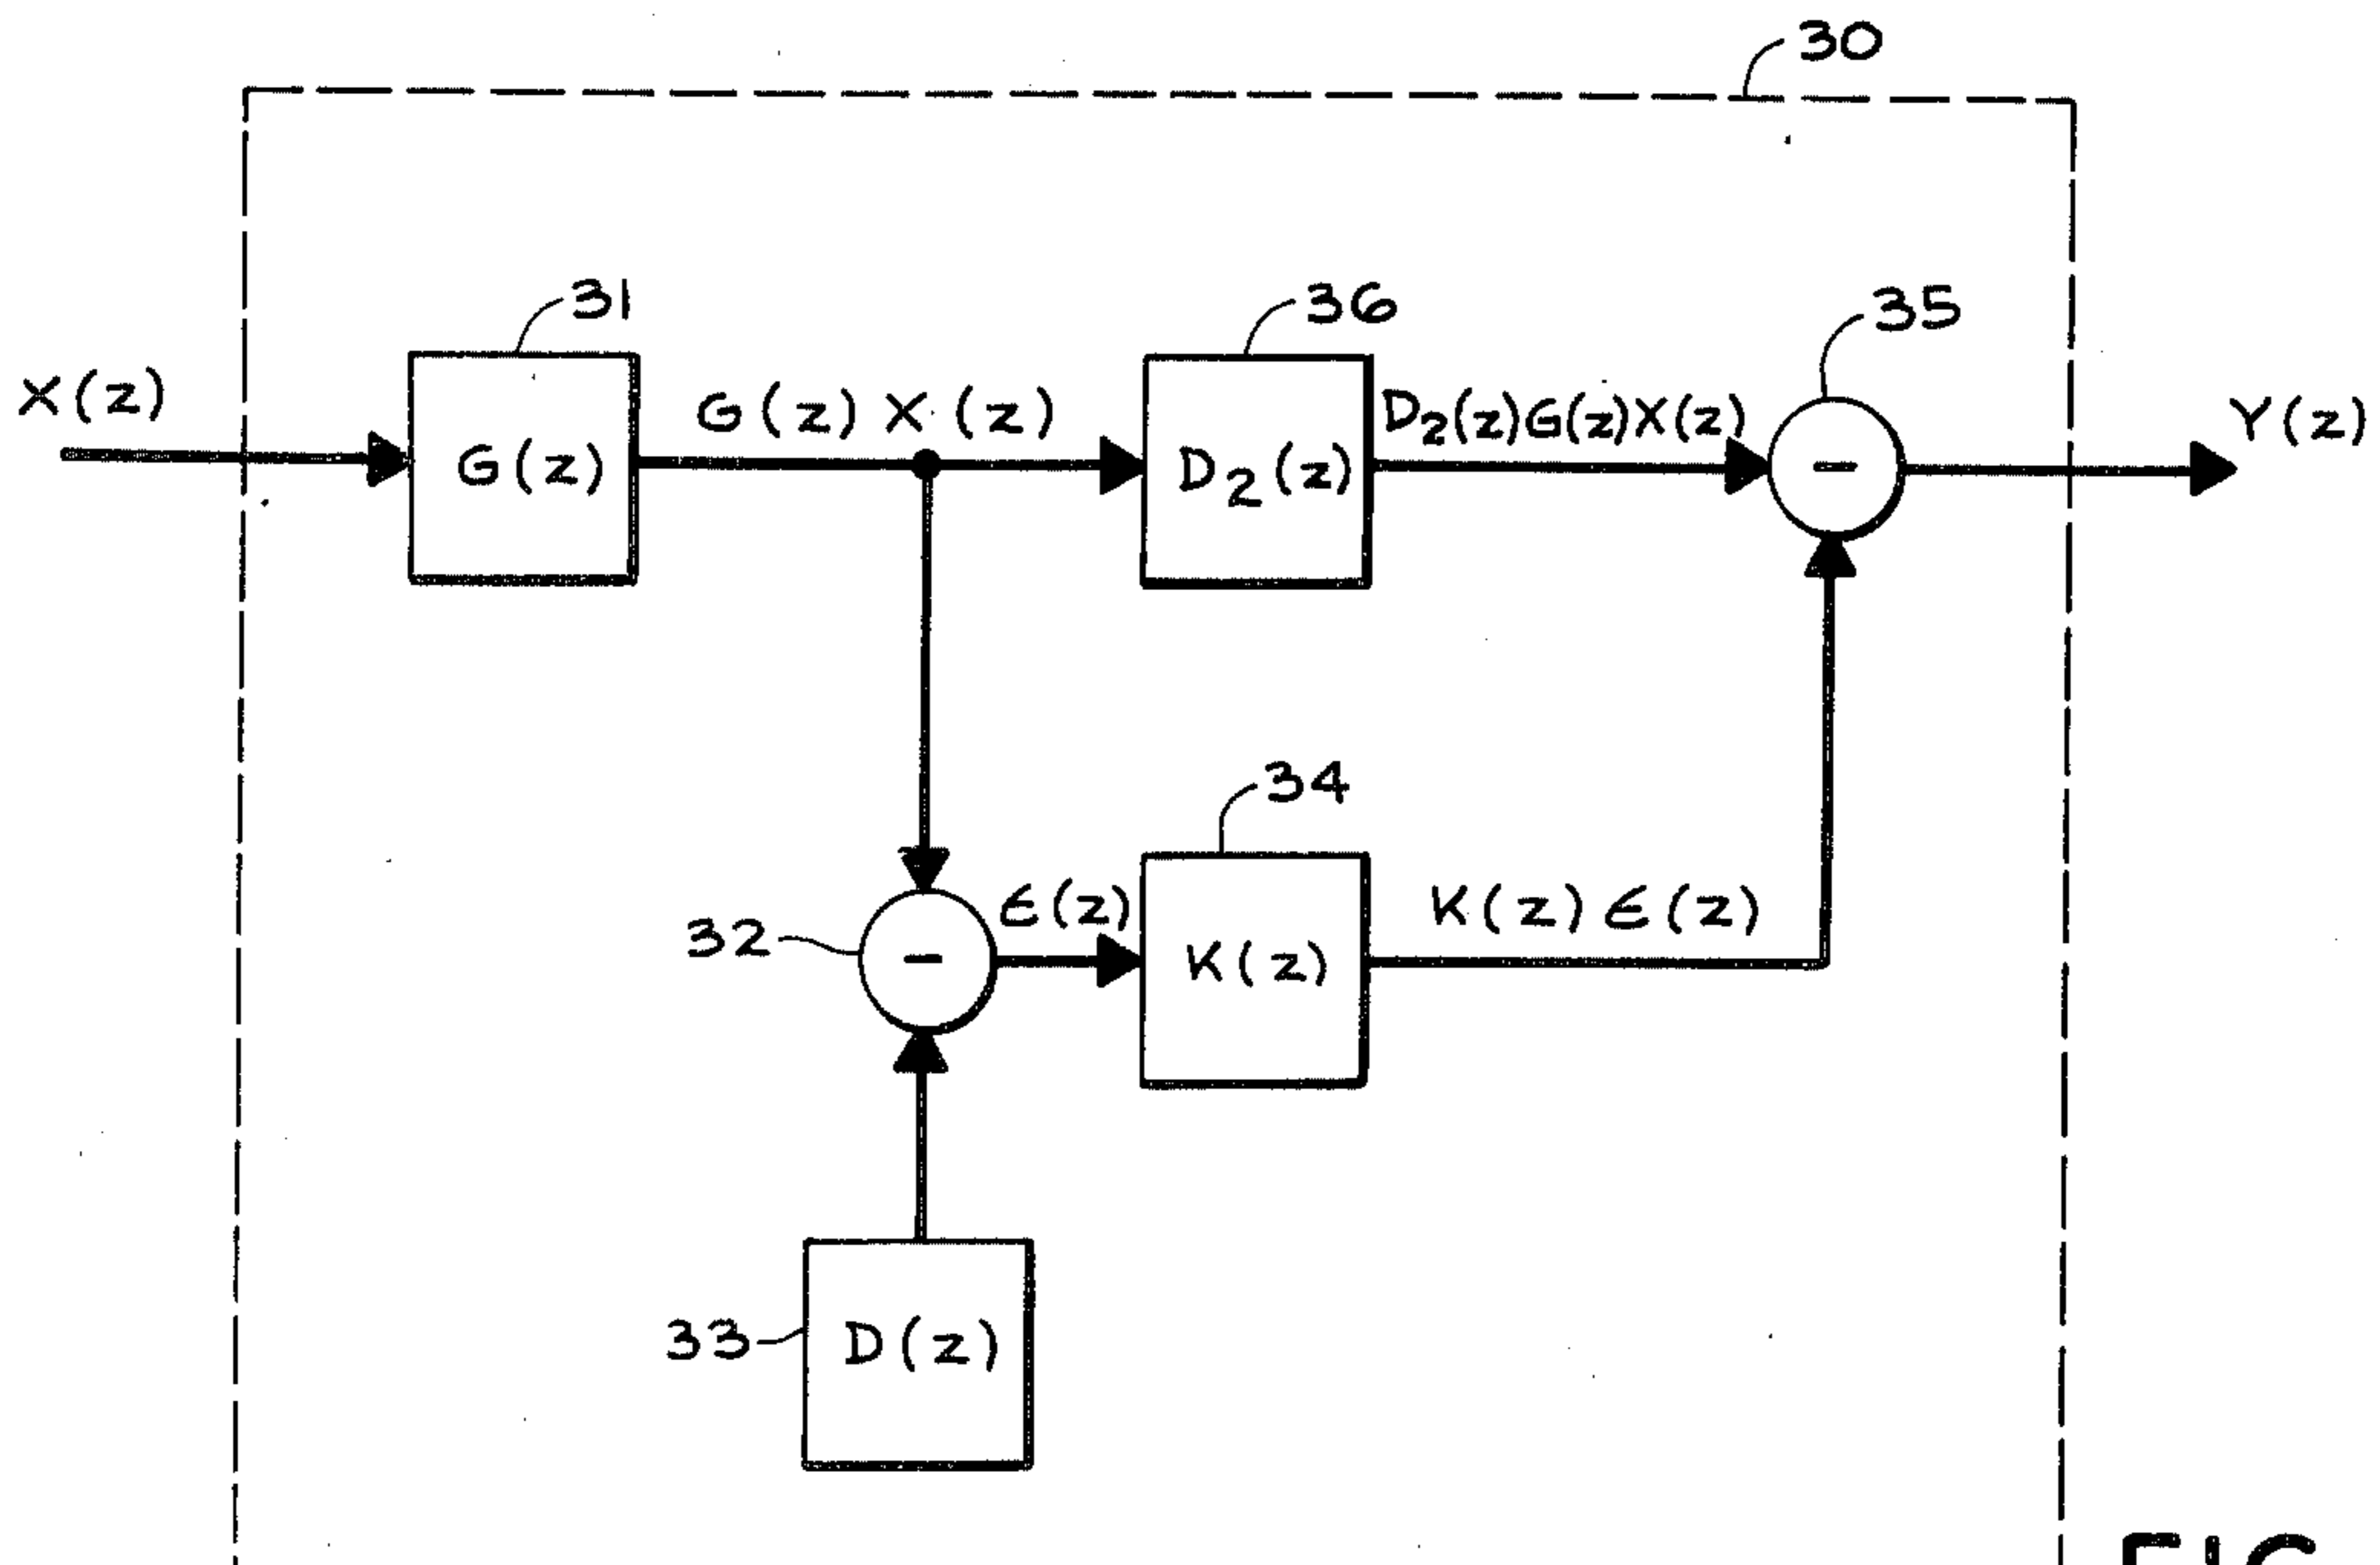 30
31
36
35
X(z)
G(z) X(z)
D₂(z)G(z)X(z)
Y(z)
G(z)
D₂(z)
-
34
32
ϵ(z)
K(z) ϵ(z)
-
K(z)
33
D(z)